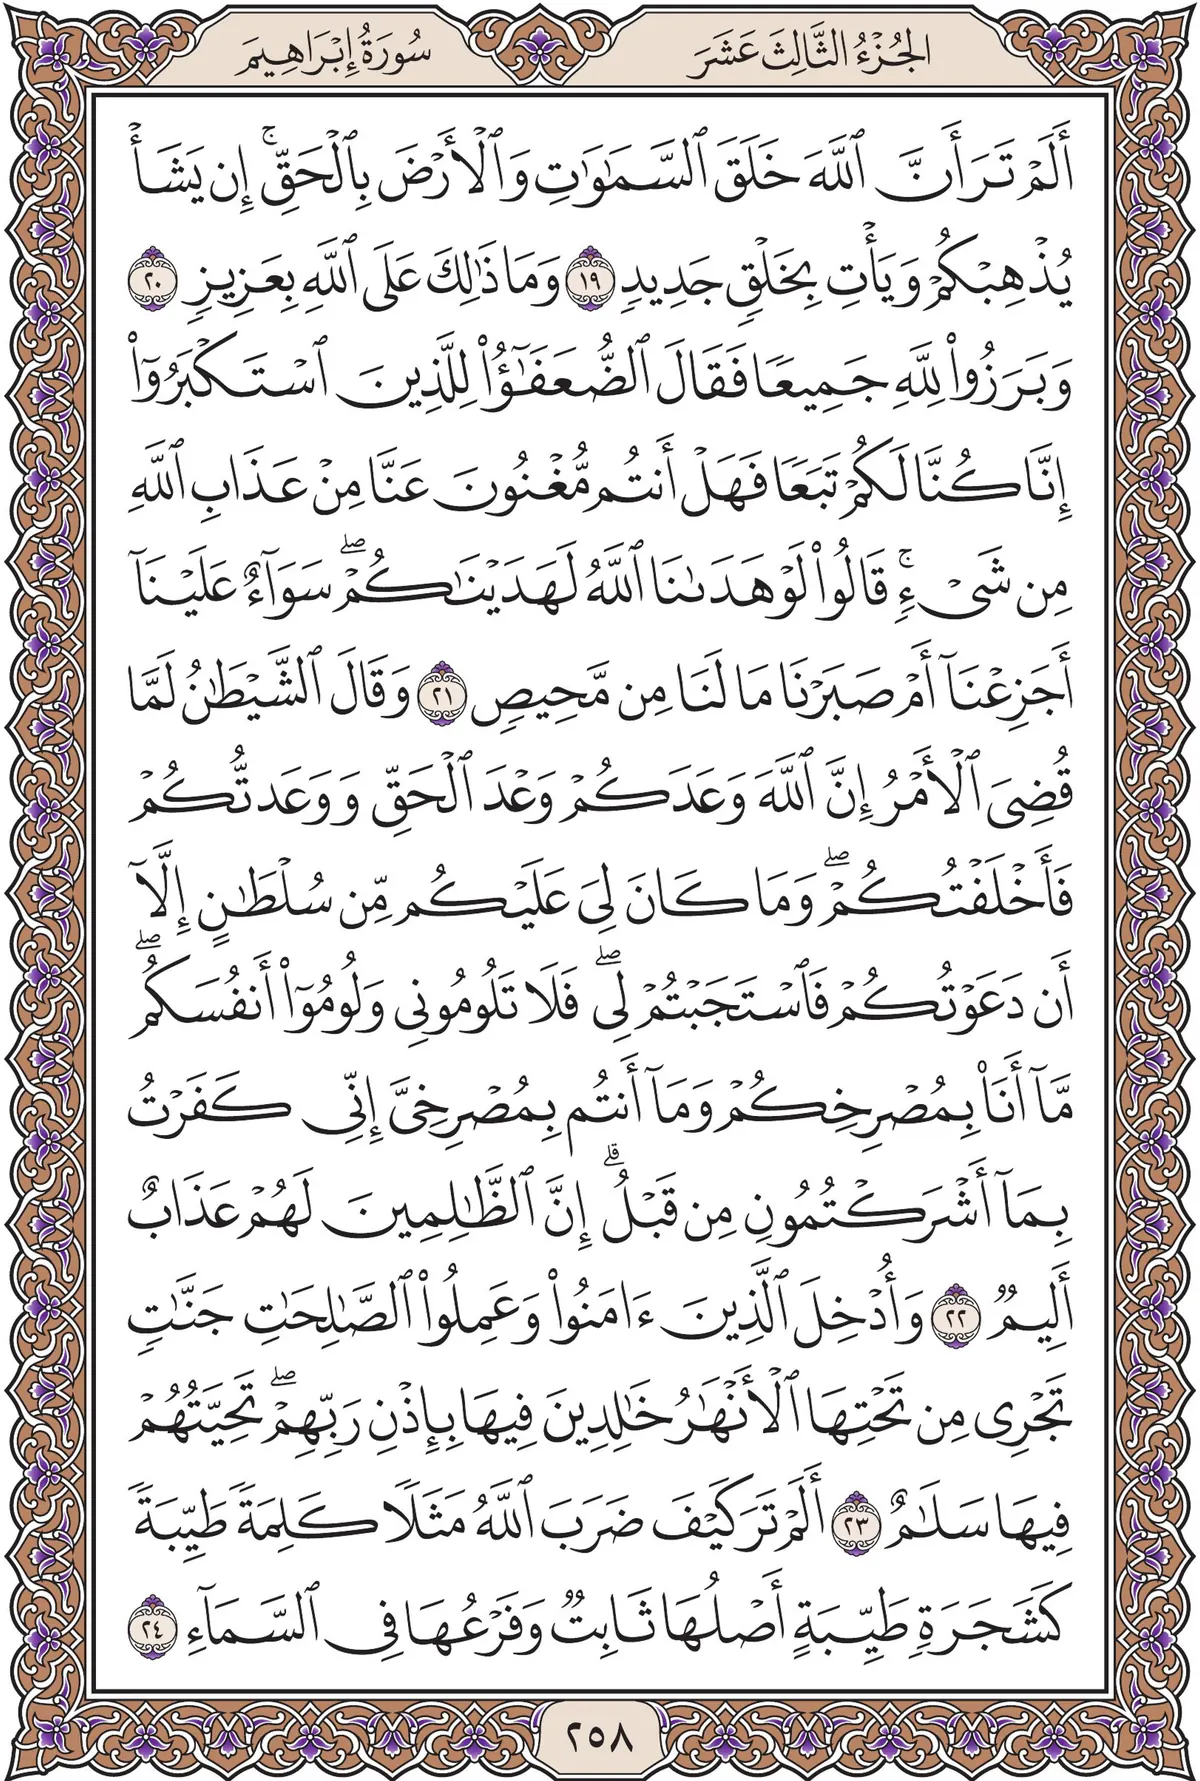 الجُزْءُ الثَّالِثَ عَشَرَ
سُورَةُ إِبْرَاهِيمَ
أَلَمْ تَرَ أَنَّ ٱللَّهَ خَلَقَ ٱلسَّمَٰوَٰتِ وَٱلْأَرْضَ بِٱلْحَقِّۚ إِن يَشَأْ
يُذْهِبْكُمْ وَيَأْتِ بِخَلْقٍ جَدِيدٍ ١٩ وَمَا ذَٰلِكَ عَلَى ٱللَّهِ بِعَزِيزٍ ٢٠
وَبَرَزُوا۟ لِلَّهِ جَمِيعًا فَقَالَ ٱلضُّعَفَٰٓؤُا۟ لِلَّذِينَ ٱسْتَكْبَرُوٓا۟
إِنَّا كُنَّا لَكُمْ تَبَعًا فَهَلْ أَنتُم مُّغْنُونَ عَنَّا مِنْ عَذَابِ ٱللَّهِ
مِن شَىْءٍۚ قَالُوا۟ لَوْ هَدَىٰنَا ٱللَّهُ لَهَدَيْنَٰكُمْۖ سَوَآءٌ عَلَيْنَآ
أَجَزِعْنَآ أَمْ صَبَرْنَا مَا لَنَا مِن مَّحِيصٍ ٢١ وَقَالَ ٱلشَّيْطَٰنُ لَمَّا
قُضِىَ ٱلْأَمْرُ إِنَّ ٱللَّهَ وَعَدَكُمْ وَعْدَ ٱلْحَقِّ وَوَعَدتُّكُمْ
فَأَخْلَفْتُكُمْۖ وَمَا كَانَ لِىَ عَلَيْكُم مِّن سُلْطَٰنٍ إِلَّآ
أَن دَعَوْتُكُمْ فَٱسْتَجَبْتُمْ لِىۖ فَلَا تَلُومُونِى وَلُومُوٓا۟ أَنفُسَكُمۖ
مَّآ أَنَا۠ بِمُصْرِخِكُمْ وَمَآ أَنتُم بِمُصْرِخِىَّ إِنِّى كَفَرْتُ
بِمَآ أَشْرَكْتُمُونِ مِن قَبْلُۗ إِنَّ ٱلظَّٰلِمِينَ لَهُمْ عَذَابٌ
أَلِيمٌ ٢٢ وَأُدْخِلَ ٱلَّذِينَ ءَامَنُوا۟ وَعَمِلُوا۟ ٱلصَّٰلِحَٰتِ جَنَّٰتٍ
تَجْرِى مِن تَحْتِهَا ٱلْأَنْهَٰرُ خَٰلِدِينَ فِيهَا بِإِذْنِ رَبِّهِمْۖ تَحِيَّتُهُمْ
فِيهَا سَلَٰمٌ ٢٣ أَلَمْ تَرَ كَيْفَ ضَرَبَ ٱللَّهُ مَثَلًا كَلِمَةً طَيِّبَةً
كَشَجَرَةٍ طَيِّبَةٍ أَصْلُهَا ثَابِتٌ وَفَرْعُهَا فِى ٱلسَّمَآءِ ٢٤
٢٥٨